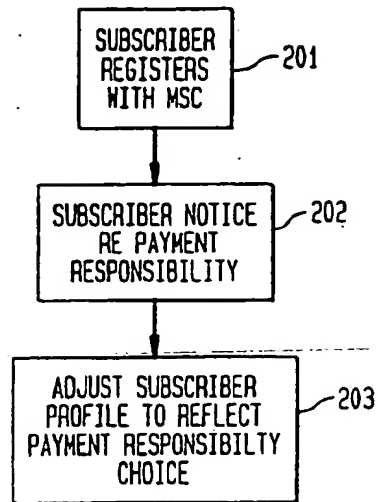 SUBSCRIBER
REGISTERS
WITH MSC
201
SUBSCRIBER NOTICE
RE PAYMENT
RESPONSIBILITY
202
ADJUST SUBSCRIBER
PROFILE TO REFLECT
PAYMENT RESPONSIBILTY
CHOICE
203